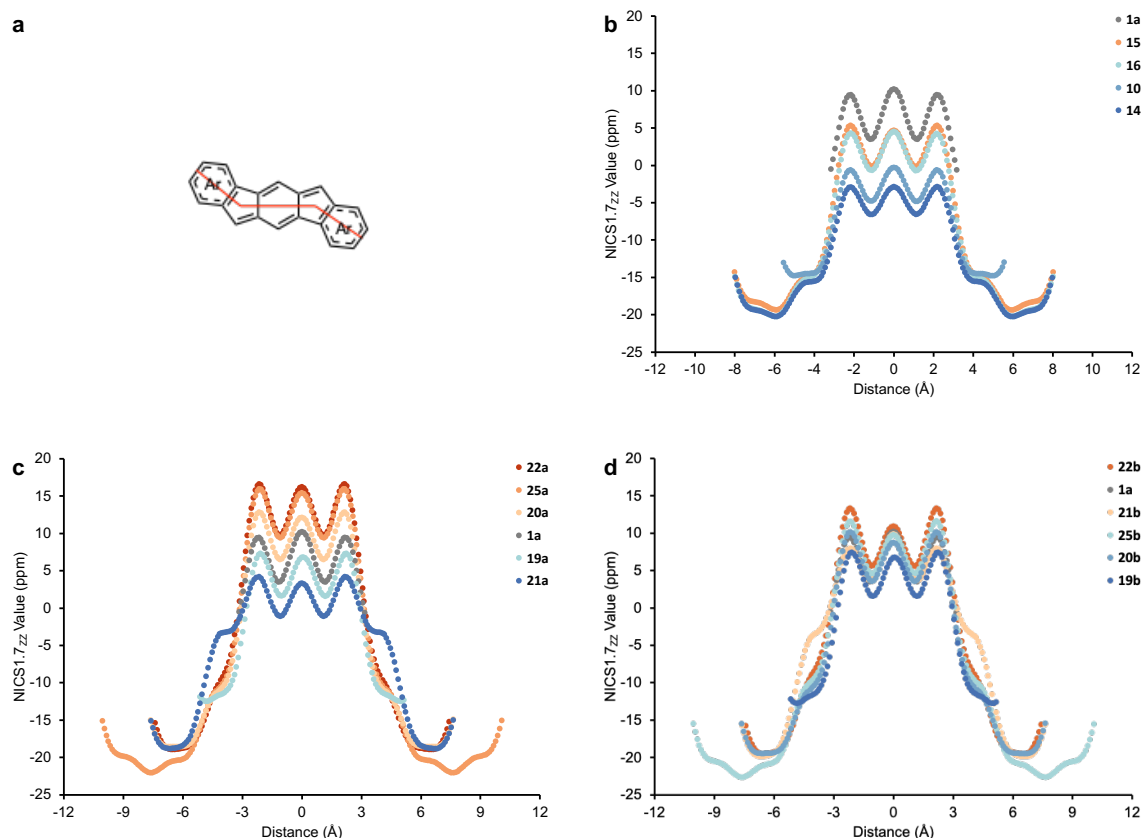 a
Ar
Ar
b
20
15
10
5
0
-5
-10
-15
-20
-25
-12
-10
-8
-6
-4
-2
0
2
4
6
8
10
12
NICS1.7ZZ Value (ppm)
Distance (Å)
1a
15
16
10
14
c
20
15
10
5
0
-5
-10
-15
-20
-25
-12
-9
-6
-3
0
3
6
9
12
NICS1.7ZZ Value (ppm)
Distance (Å)
22a
25a
20a
1a
19a
21a
d
20
15
10
5
0
-5
-10
-15
-20
-25
-12
-9
-6
-3
0
3
6
9
12
NICS1.7ZZ Value (ppm)
Distance (Å)
22b
1a
21b
25b
20b
19b